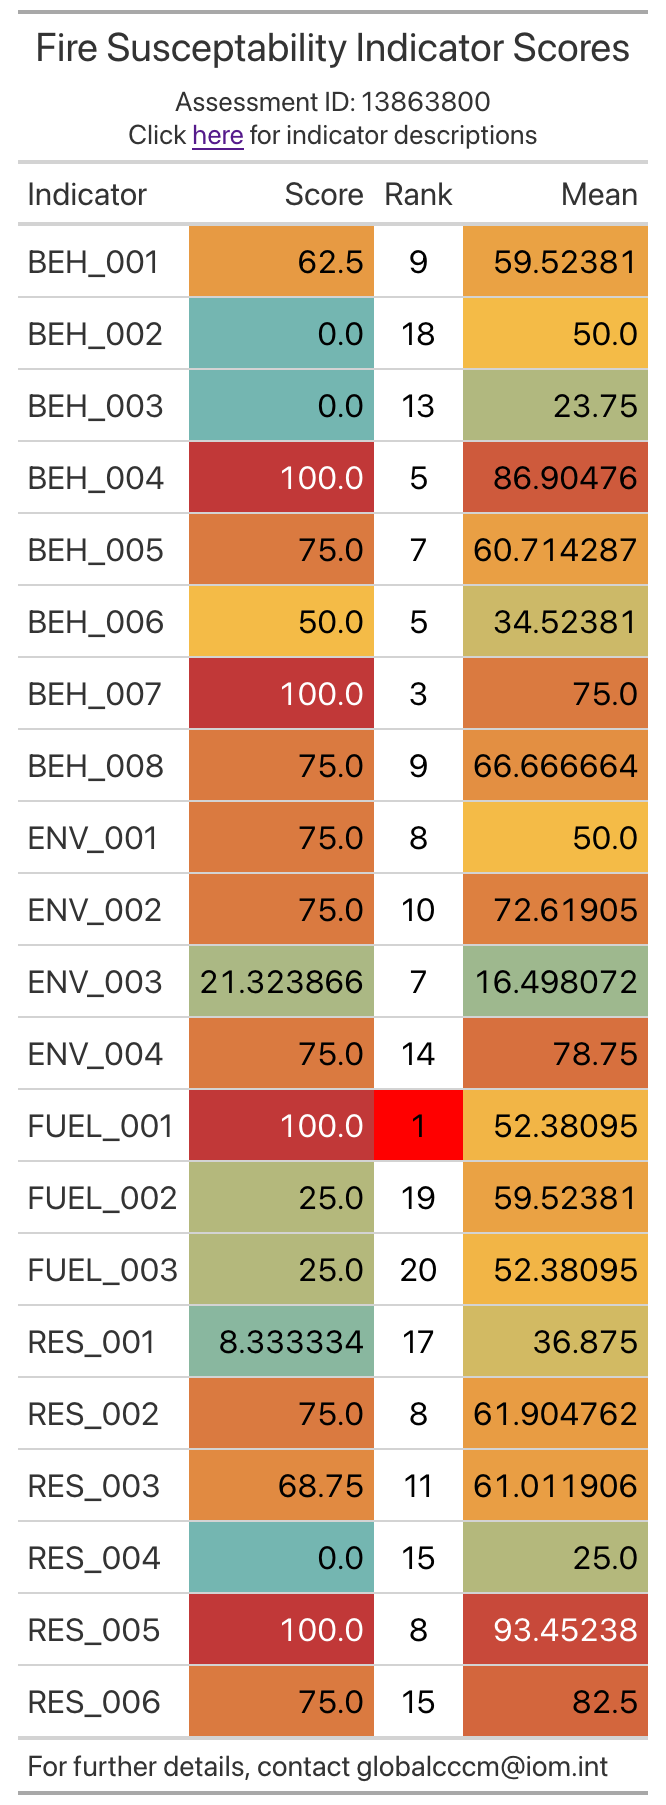 Fire Susceptability Indicator Scores
Assessment ID: 13863800
Click here for indicator descriptions
Indicator Score Rank Mean
BEH_001 62.5 9 59.52381
BEH_002 0.0 18 50.0
BEH_003 0.0 13 23.75
BEH_004 100.0 5 86.90476
BEH_005 75.0 7 60.714287
BEH_006 50.0 5 34.52381
BEH_007 100.0 3 75.0
BEH_008 75.0 9 66.666664
ENV_001 75.0 8 50.0
ENV_002 75.0 10 72.61905
ENV_003 21.323866 7 16.498072
ENV_004 75.0 14 78.75
FUEL_001 100.0 1 52.38095
FUEL_002 25.0 19 59.52381
FUEL_003 25.0 20 52.38095
RES_001 8.333334 17 36.875
RES_002 75.0 8 61.904762
RES_003 68.75 11 61.011906
RES_004 0.0 15 25.0
RES_005 100.0 8 93.45238
RES_006 75.0 15 82.5
For further details, contact globalcccm@iom.int